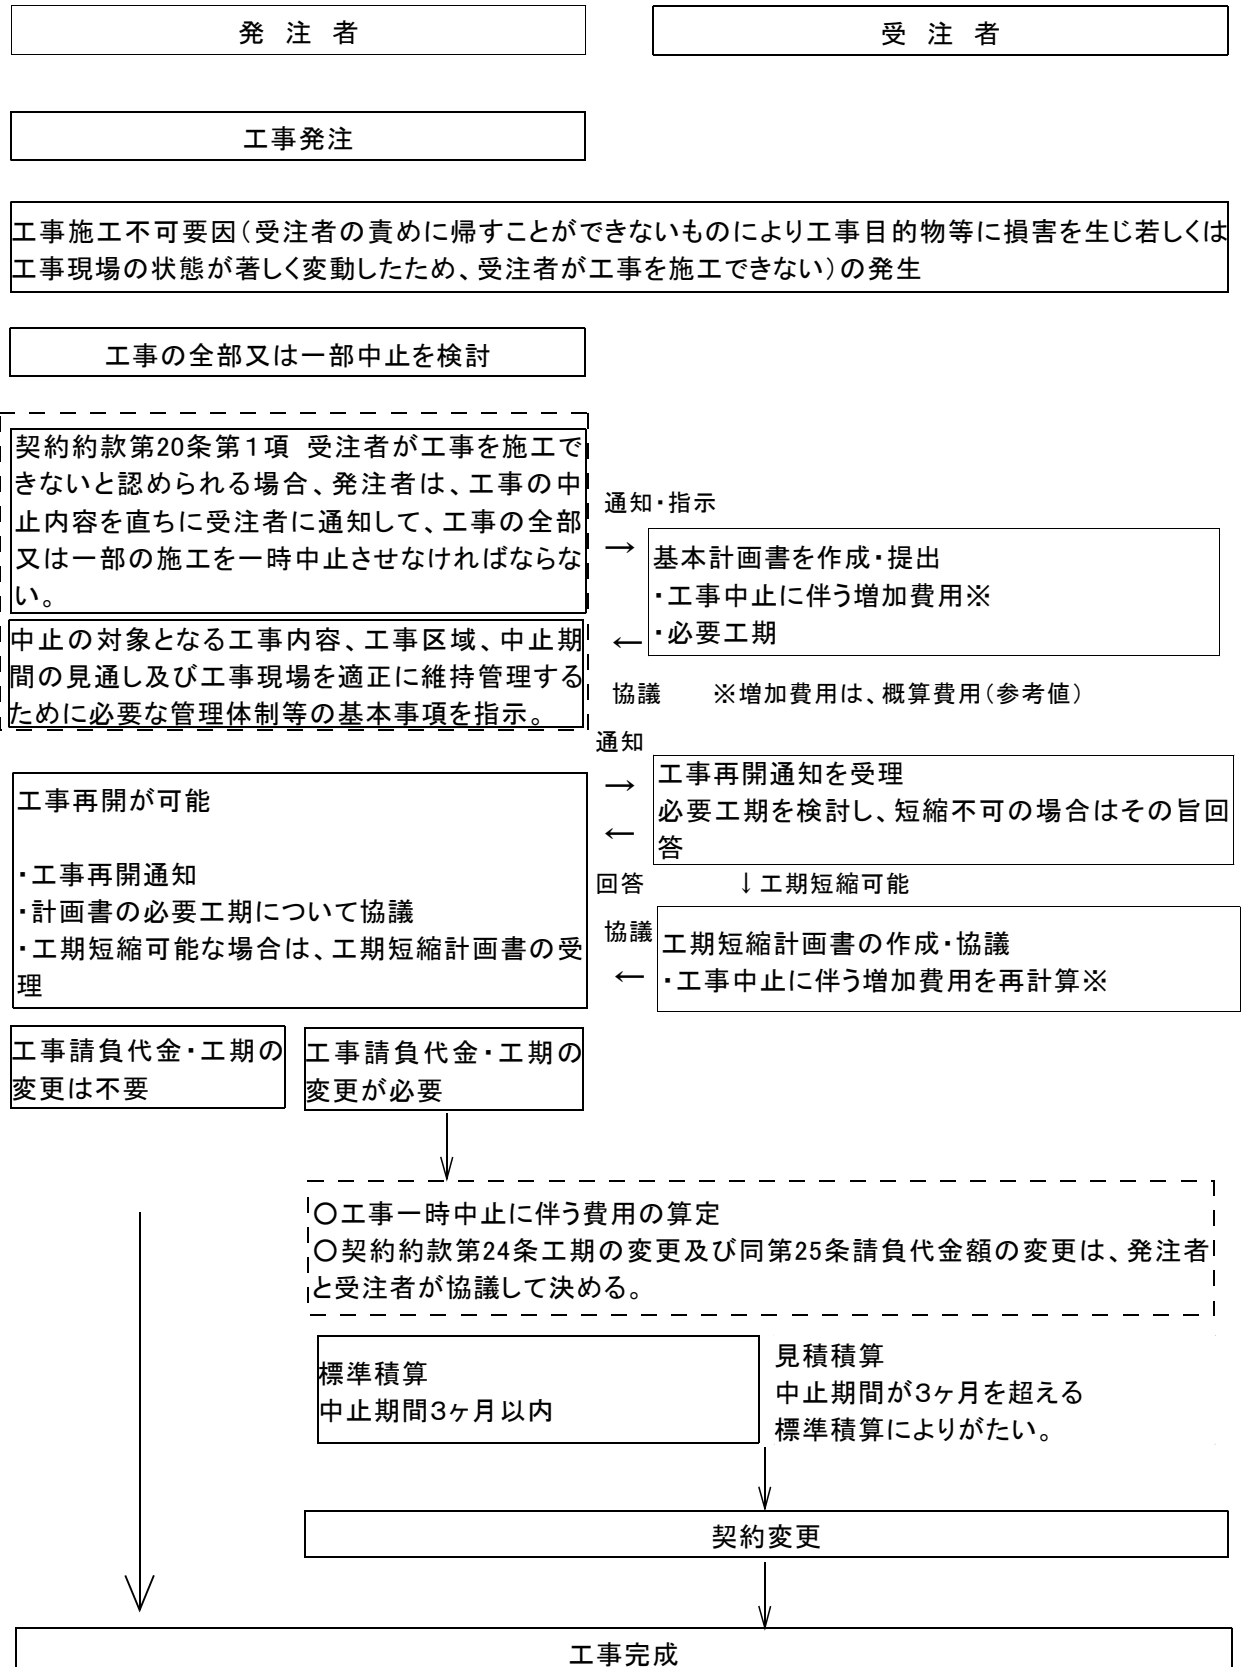 発　注　者
受　注　者
工事発注
工事施工不可要因(受注者の責めに帰すことができないものにより工事目的物等に損害を生じ若しくは
工事現場の状態が著しく変動したため、受注者が工事を施工できない)の発生
工事の全部又は一部中止を検討
契約約款第20条第１項　受注者が工事を施工で
きないと認められる場合、発注者は、工事の中
止内容を直ちに受注者に通知して、工事の全部
又は一部の施工を一時中止させなければならな
い。
中止の対象となる工事内容、工事区域、中止期
間の見通し及び工事現場を適正に維持管理する
ために必要な管理体制等の基本事項を指示。
通知・指示
→
基本計画書を作成・提出
・工事中止に伴う増加費用※
・必要工期
←
協議
※増加費用は、概算費用(参考値)
通知
→
←
工事再開通知を受理
必要工期を検討し、短縮不可の場合はその旨回
答
回答
↓工期短縮可能
工事再開が可能
・工事再開通知
・計画書の必要工期について協議
・工期短縮可能な場合は、工期短縮計画書の受
理
協議
←
工期短縮計画書の作成・協議
・工事中止に伴う増加費用を再計算※
工事請負代金・工期の
変更は不要
工事請負代金・工期の
変更が必要
○工事一時中止に伴う費用の算定
○契約約款第24条工期の変更及び同第25条請負代金額の変更は、発注者
と受注者が協議して決める。
標準積算
中止期間３ヶ月以内
見積積算
中止期間が３ヶ月を超える
標準積算によりがたい。
契約変更
工事完成